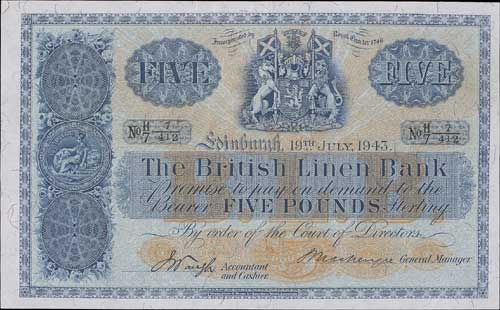 Incorporated by Royal Charter 1746
FIVE FIVE
No H/7 7/412 No H/7 7/412
Edinburgh, 19TH JULY, 1943.
The British Linen Bank
Promise to pay on demand to the
Bearer FIVE POUNDS Sterling
By order of the Court of Directors.
Accountant and Cashier. General Manager